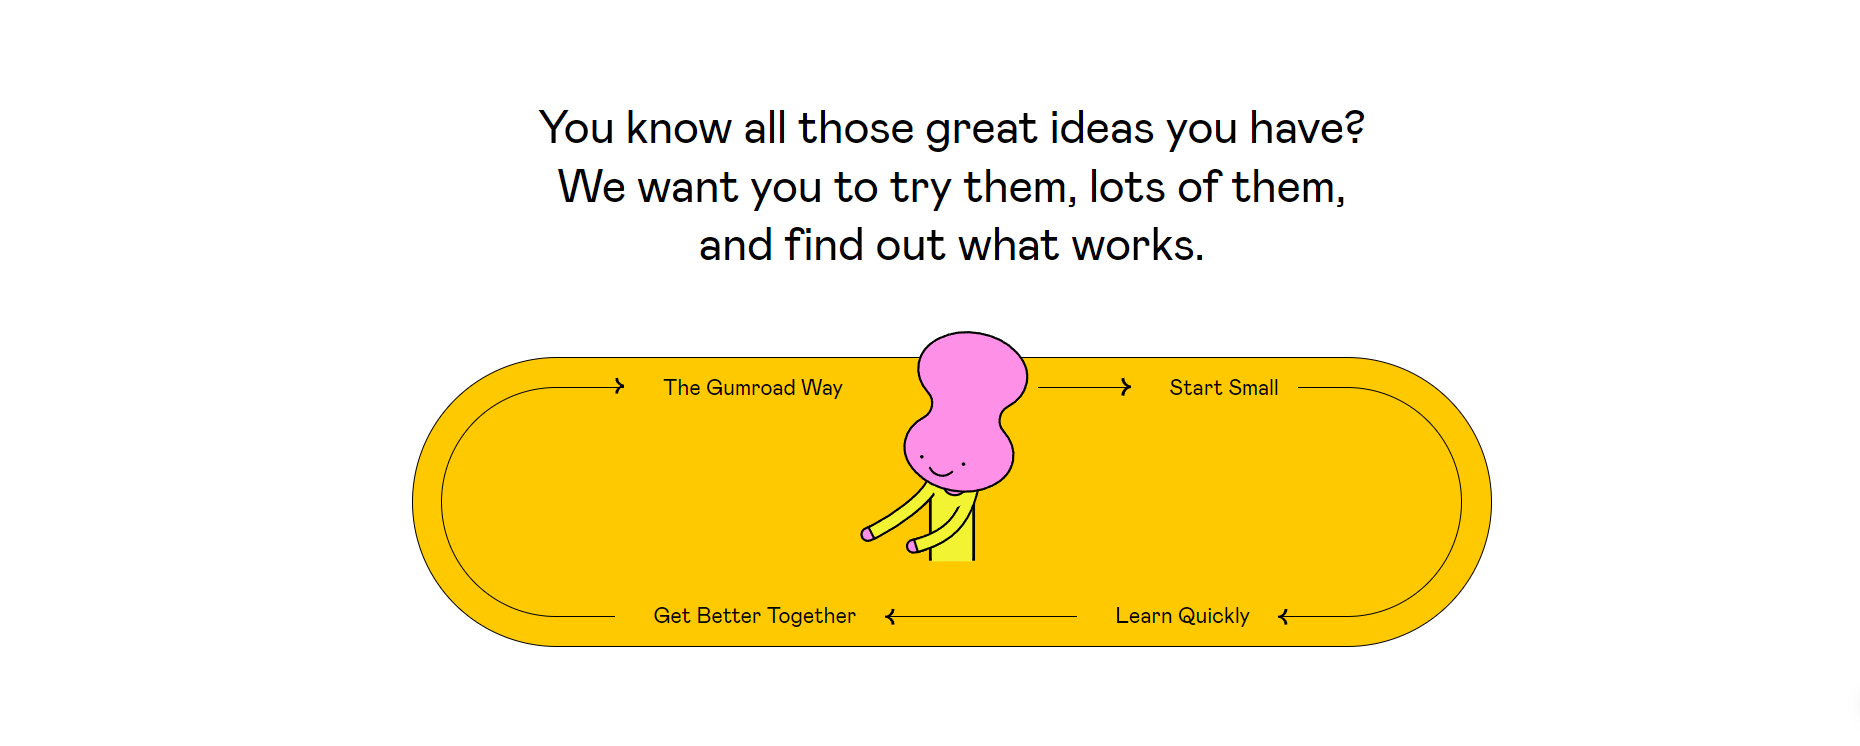 You know all those great ideas you have?
We want you to try them, lots of them,
and find out what works.
The Gumroad Way
Start Small
Learn Quickly
Get Better Together